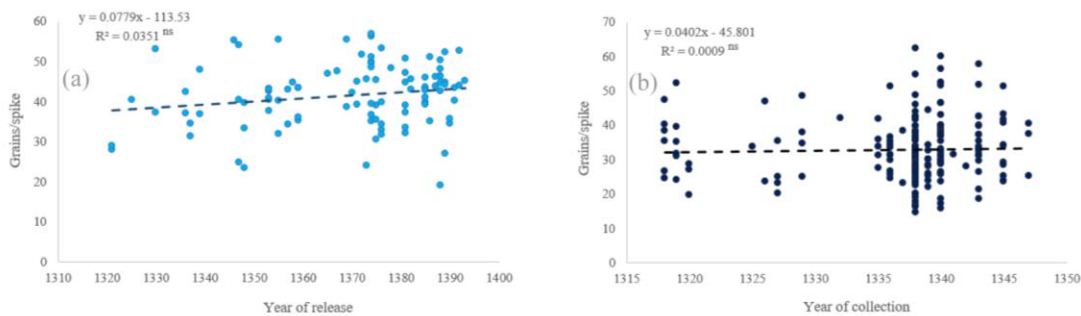 y = 0.0779x - 113.53
R² = 0.0351 ns
(a)
Grains/spike
60
50
40
30
20
10
0
1310 1320 1330 1340 1350 1360 1370 1380 1390 1400
Year of release
y = 0.0402x - 45.801
R² = 0.0009 ns
(b)
Grains/spike
70
60
50
40
30
20
10
0
1315 1320 1325 1330 1335 1340 1345 1350
Year of collection